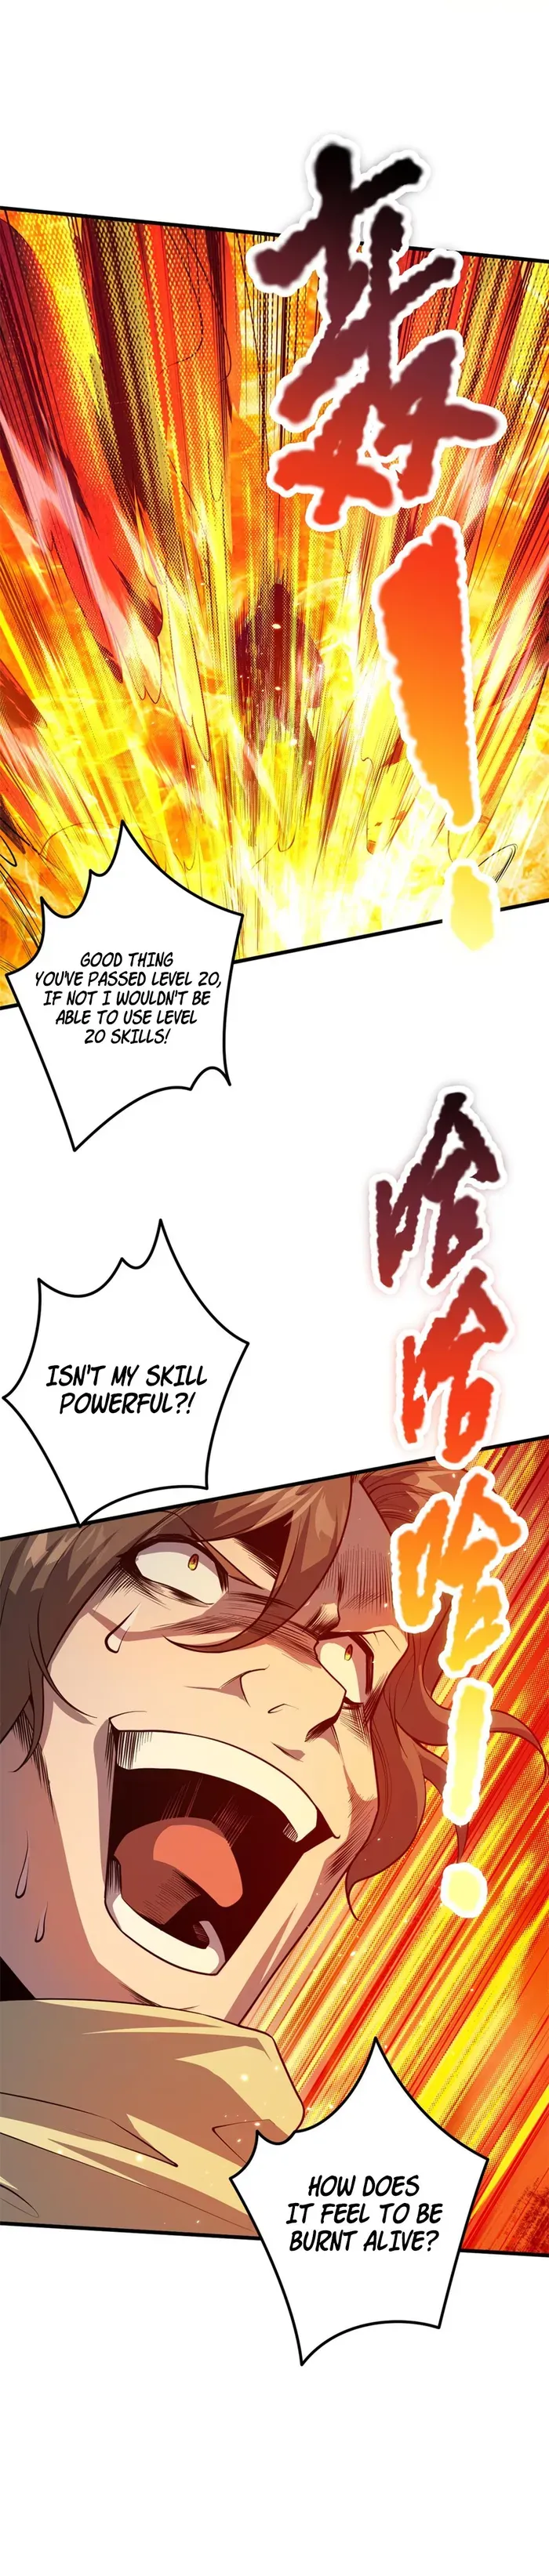 GOOD THING
YOU'VE PASSED LEVEL 20,
IF NOT I WOULDN'T BE
ABLE TO USE LEVEL
20 SKILLS!
哈
哈
哈!
ISN'T MY SKILL
POWERFUL?!
HOW DOES
IT FEEL TO BE
BURNT ALIVE?